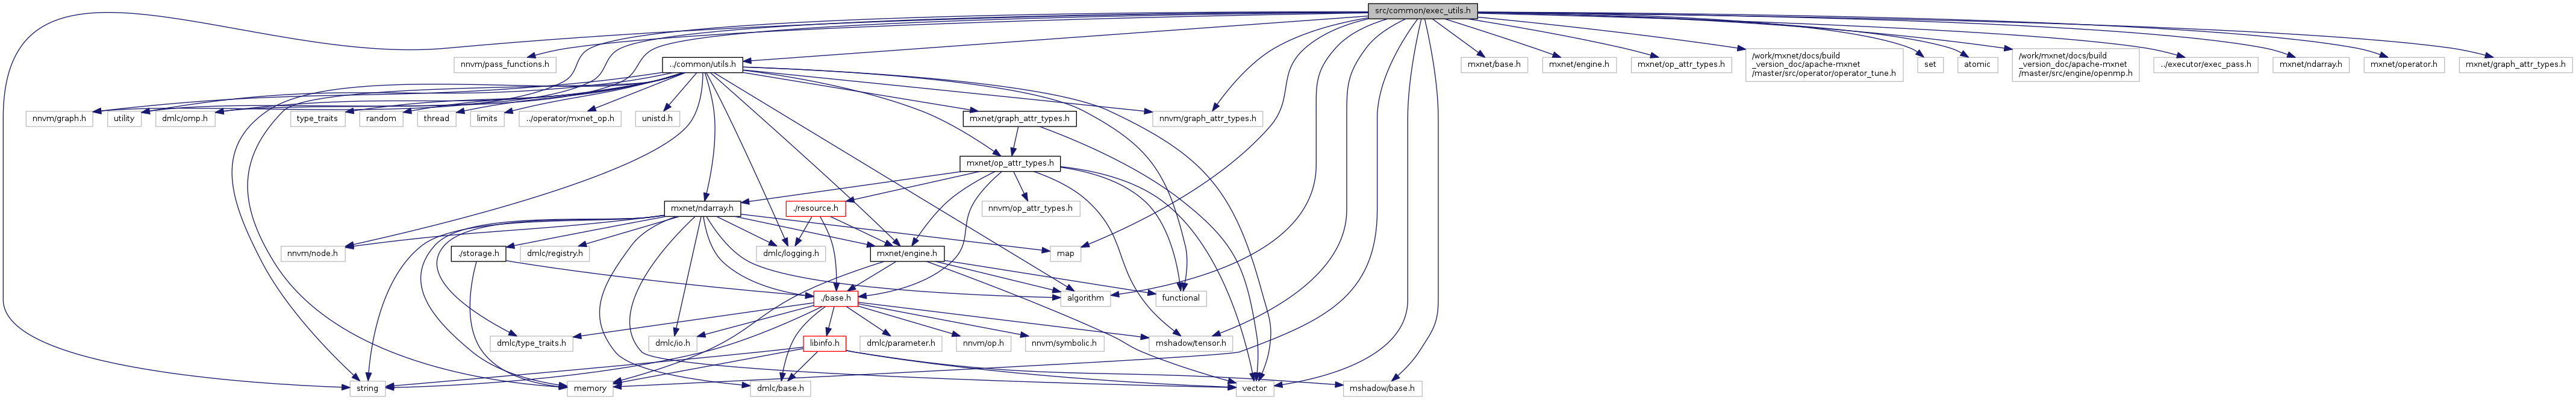 src/common/exec_utils.h
nnvm/pass_functions.h
../common/utils.h
mxnet/base.h
mxnet/engine.h
mxnet/op_attr_types.h
/work/mxnet/docs/build
_version_doc/apache-mxnet
/master/src/operator/operator_tune.h
set
atomic
/work/mxnet/docs/build
_version_doc/apache-mxnet
/master/src/engine/openmp.h
../executor/exec_pass.h
mxnet/ndarray.h
mxnet/operator.h
mxnet/graph_attr_types.h
nnvm/graph.h
utility
dmlc/omp.h
type_traits
random
thread
limits
../operator/mxnet_op.h
unistd.h
mxnet/graph_attr_types.h
nnvm/graph_attr_types.h
mxnet/op_attr_types.h
mxnet/ndarray.h
./resource.h
nnvm/op_attr_types.h
nnvm/node.h
./storage.h
dmlc/registry.h
dmlc/logging.h
mxnet/engine.h
map
./base.h
algorithm
functional
dmlc/type_traits.h
dmlc/io.h
libinfo.h
dmlc/parameter.h
nnvm/op.h
nnvm/symbolic.h
mshadow/tensor.h
string
memory
dmlc/base.h
vector
mshadow/base.h